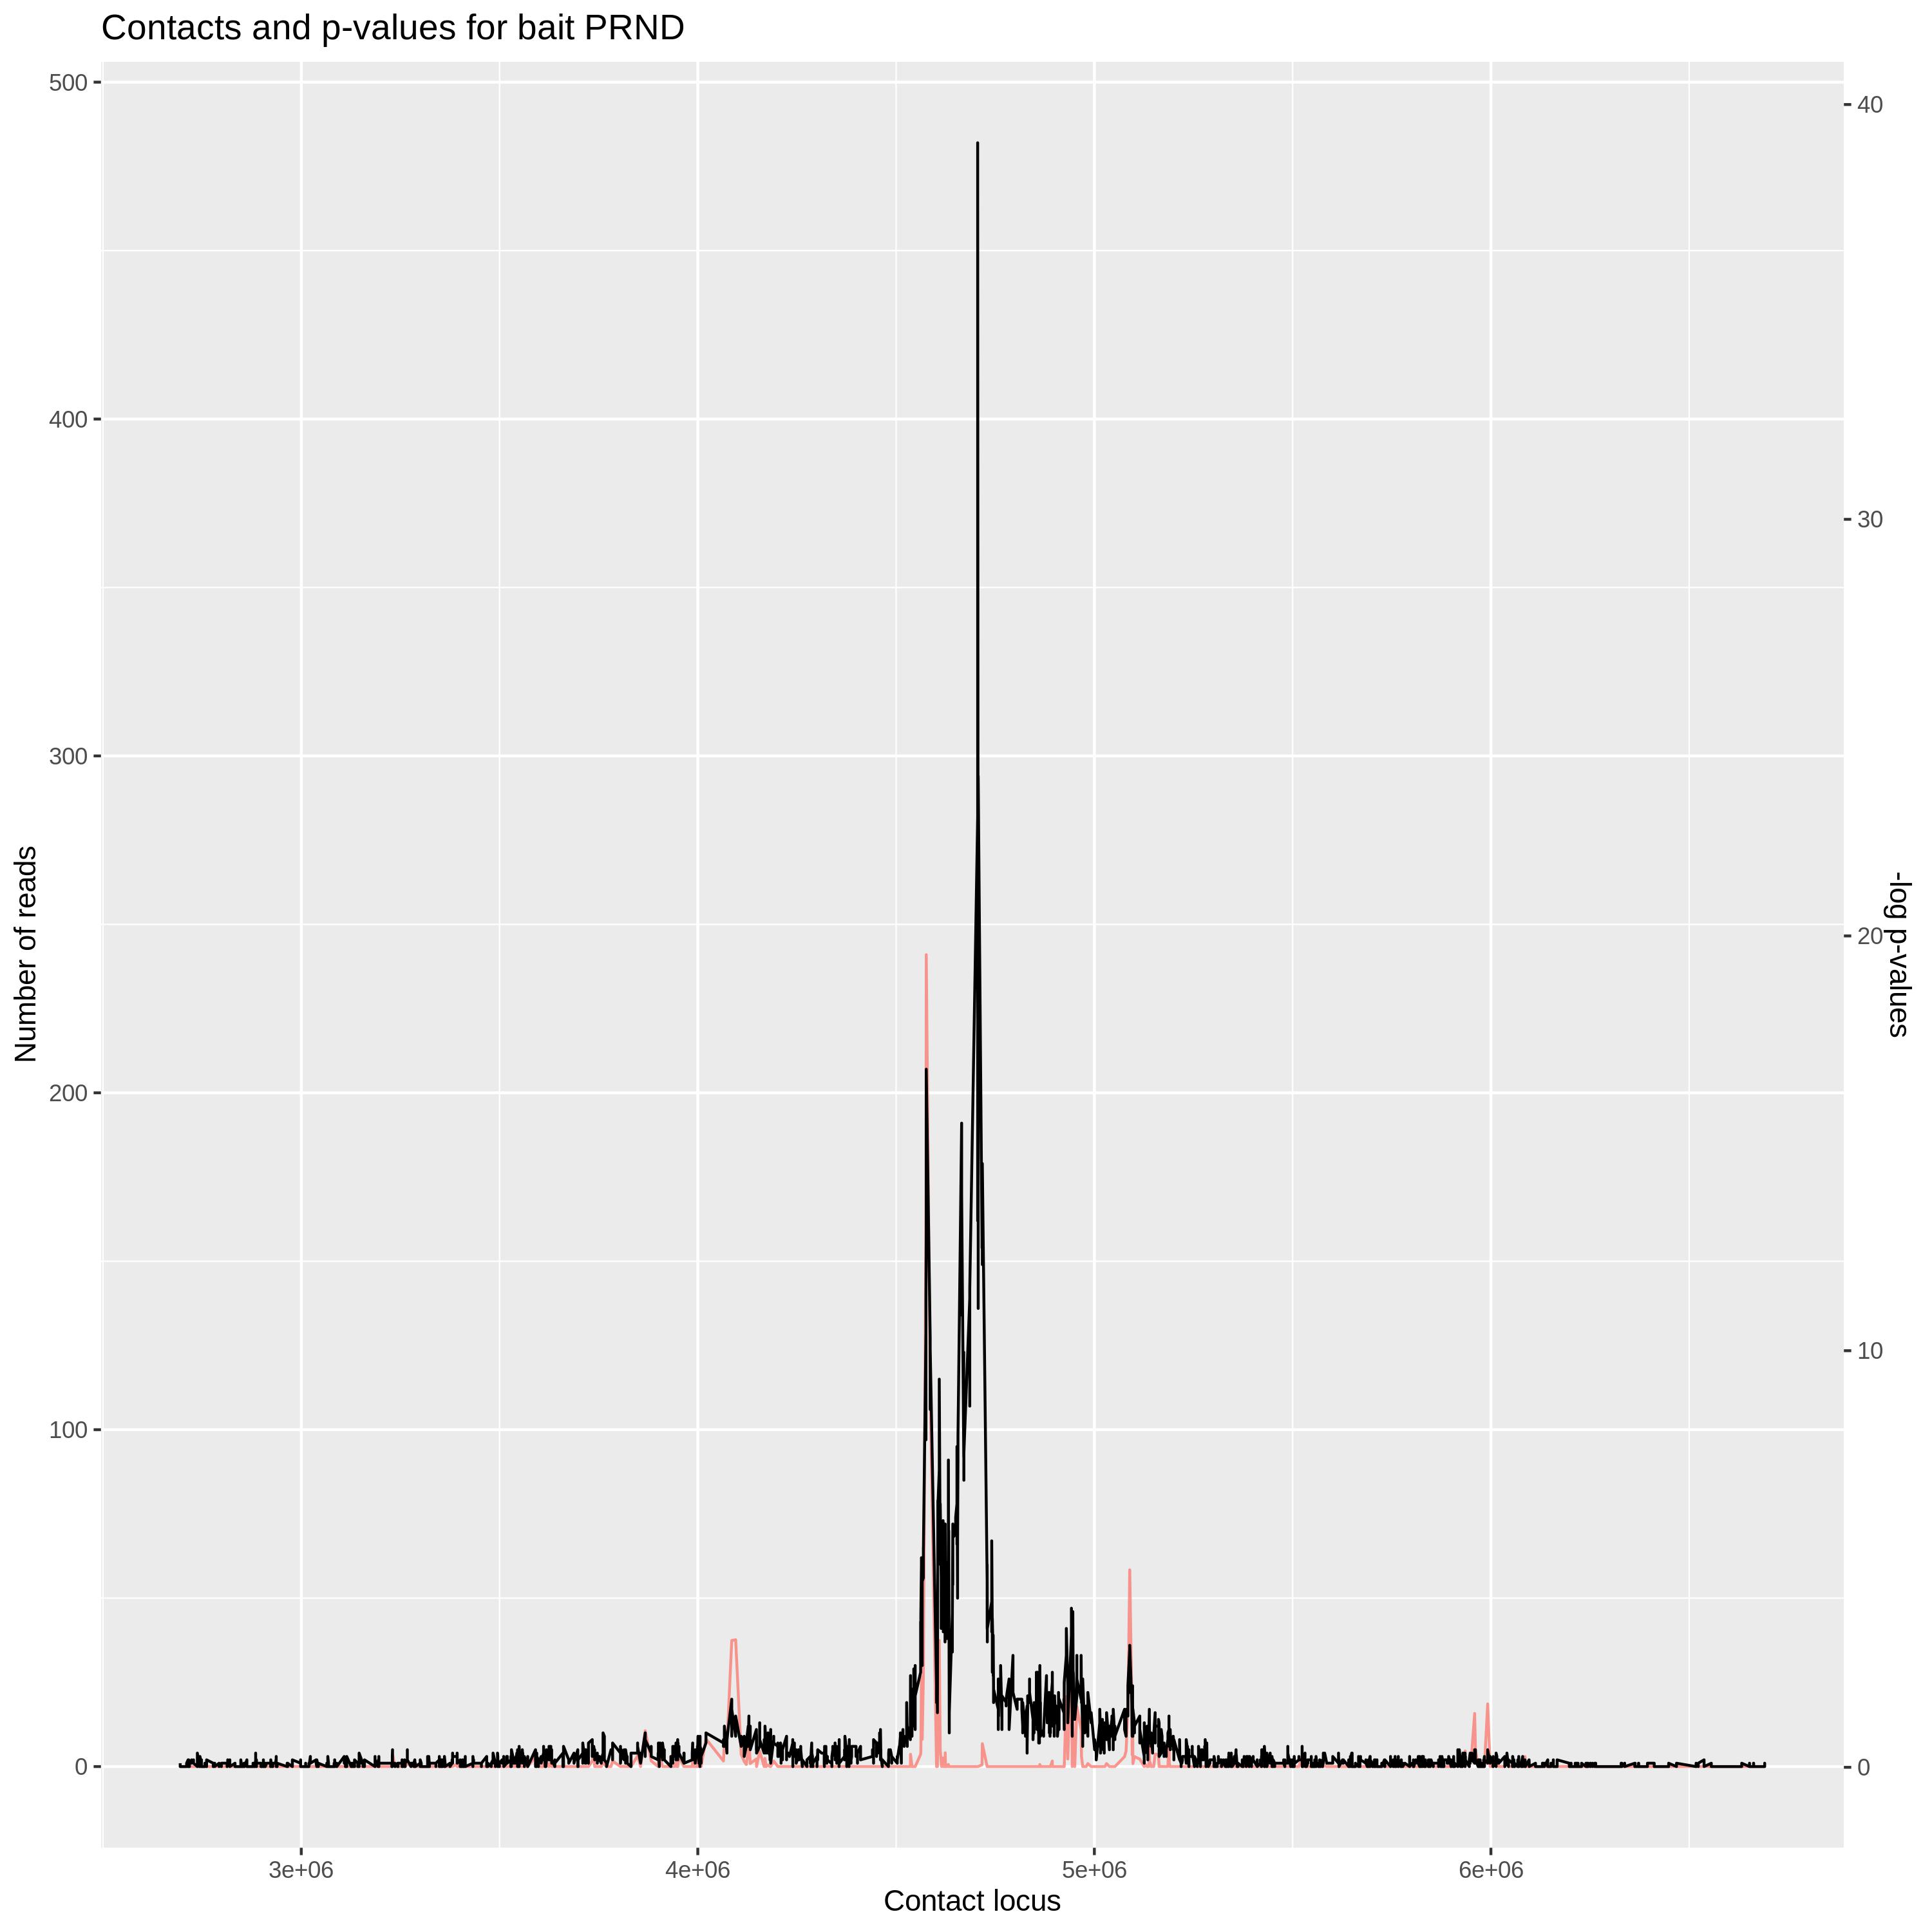 Contacts and p-values for bait PRND
500
400
300
200
100
0
Number of reads
40
30
20
10
0
-log p-values
3e+06
4e+06
5e+06
6e+06
Contact locus